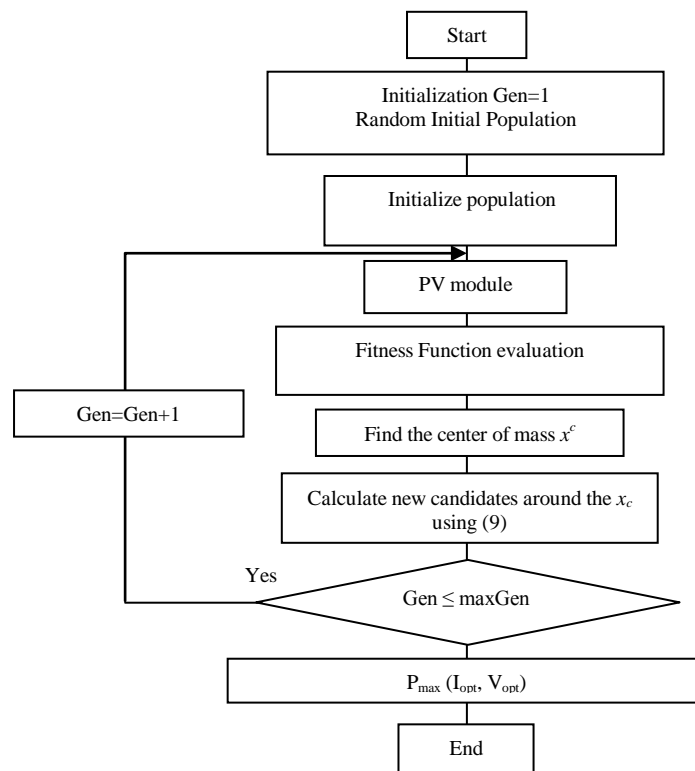 Start
Initialization Gen=1
Random Initial Population
Initialize population
PV module
Fitness Function evaluation
Gen=Gen+1
Find the center of mass x^c
Calculate new candidates around the x_c
using (9)
Yes
Gen ≤ maxGen
P_max (I_opt, V_opt)
End